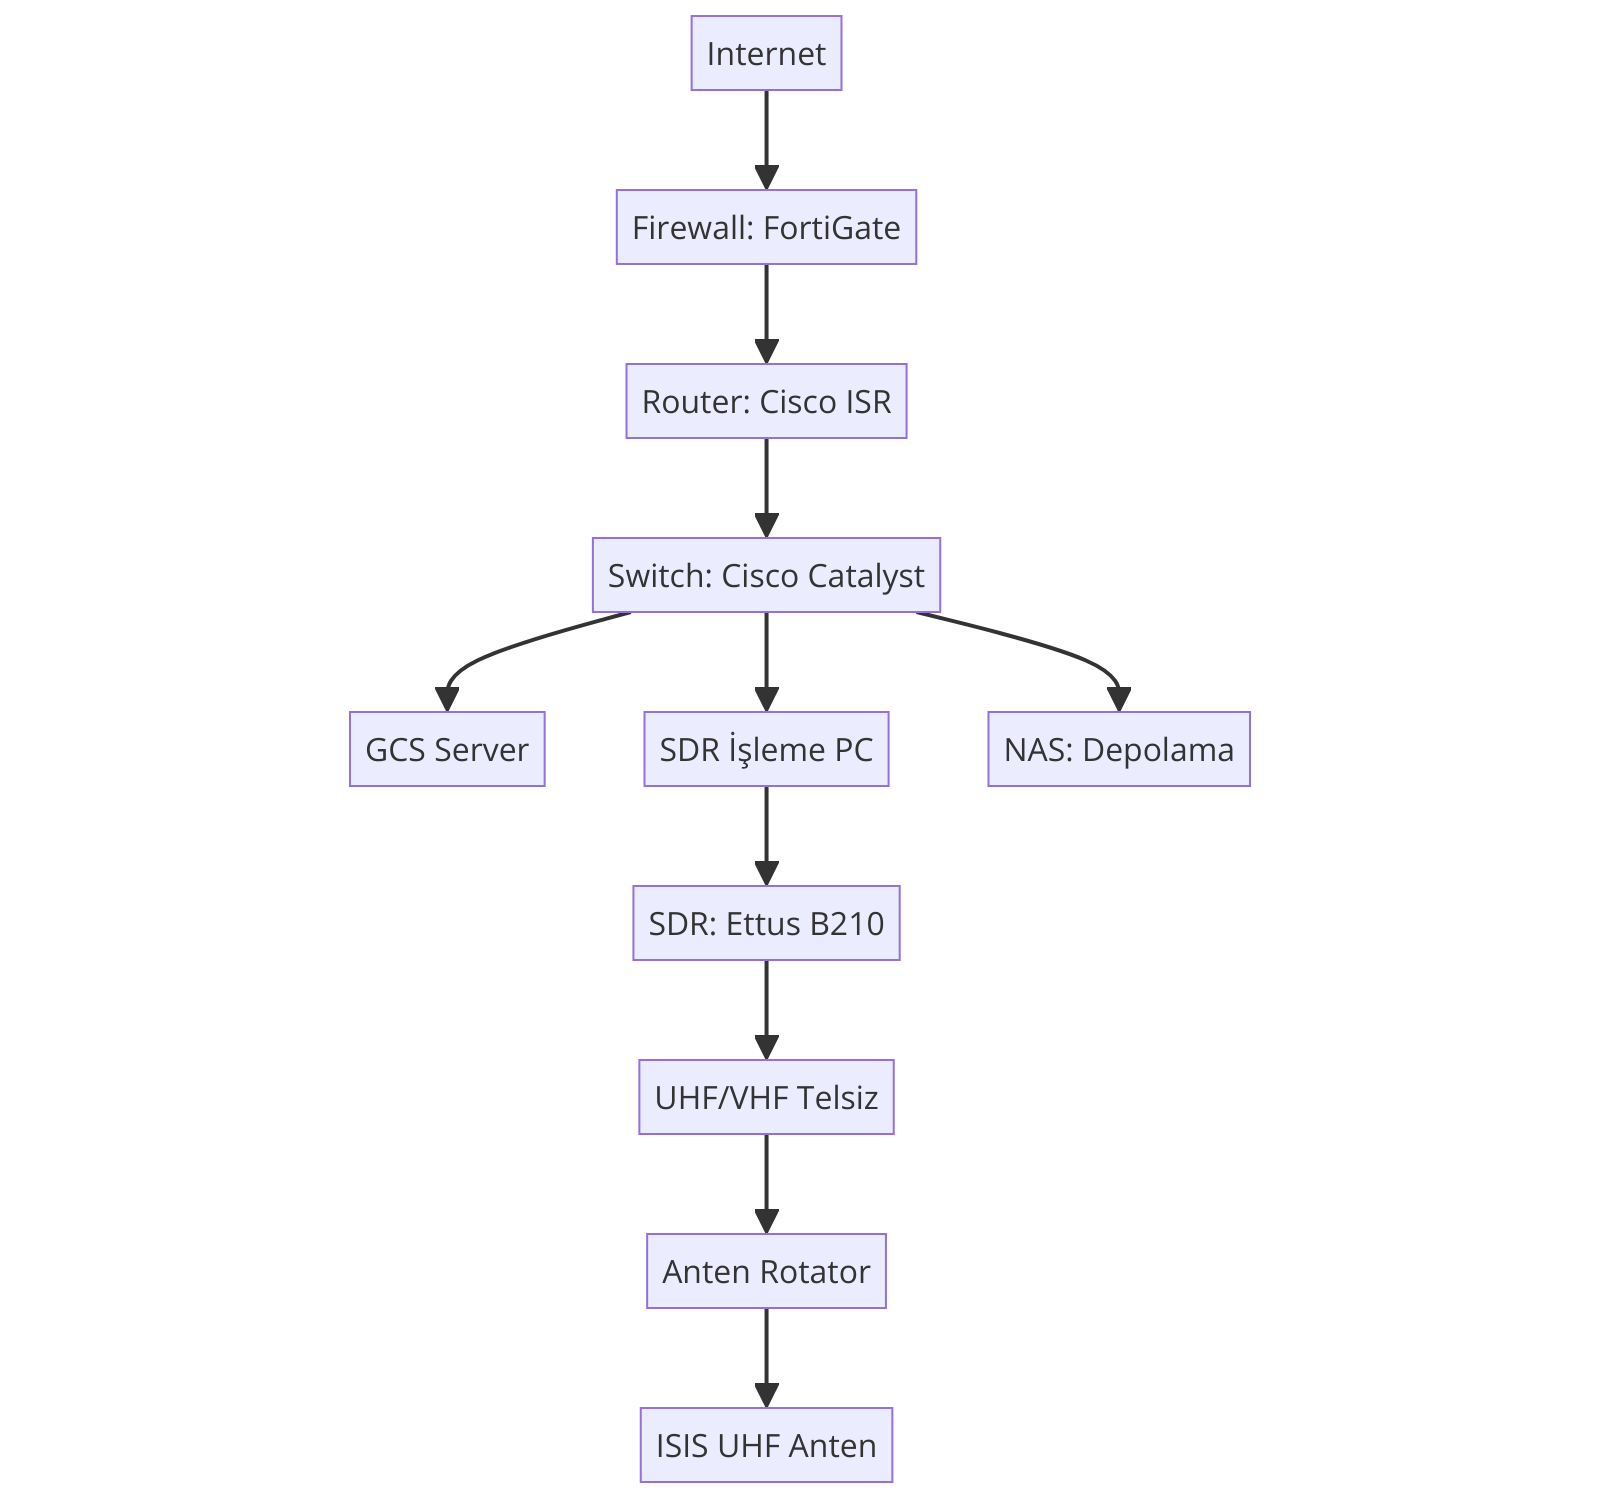 Internet
Firewall: FortiGate
Router: Cisco ISR
Switch: Cisco Catalyst
GCS Server
SDR İşleme PC
NAS: Depolama
SDR: Ettus B210
UHF/VHF Telsiz
Anten Rotator
ISIS UHF Anten